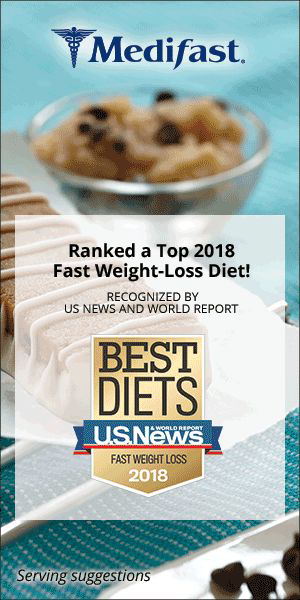 Medifast®
Ranked a Top 2018
Fast Weight-Loss Diet!
RECOGNIZED BY
US NEWS AND WORLD REPORT
BEST
DIETS
U.S.News & WORLD REPORT
FAST WEIGHT LOSS
2018
Serving suggestions